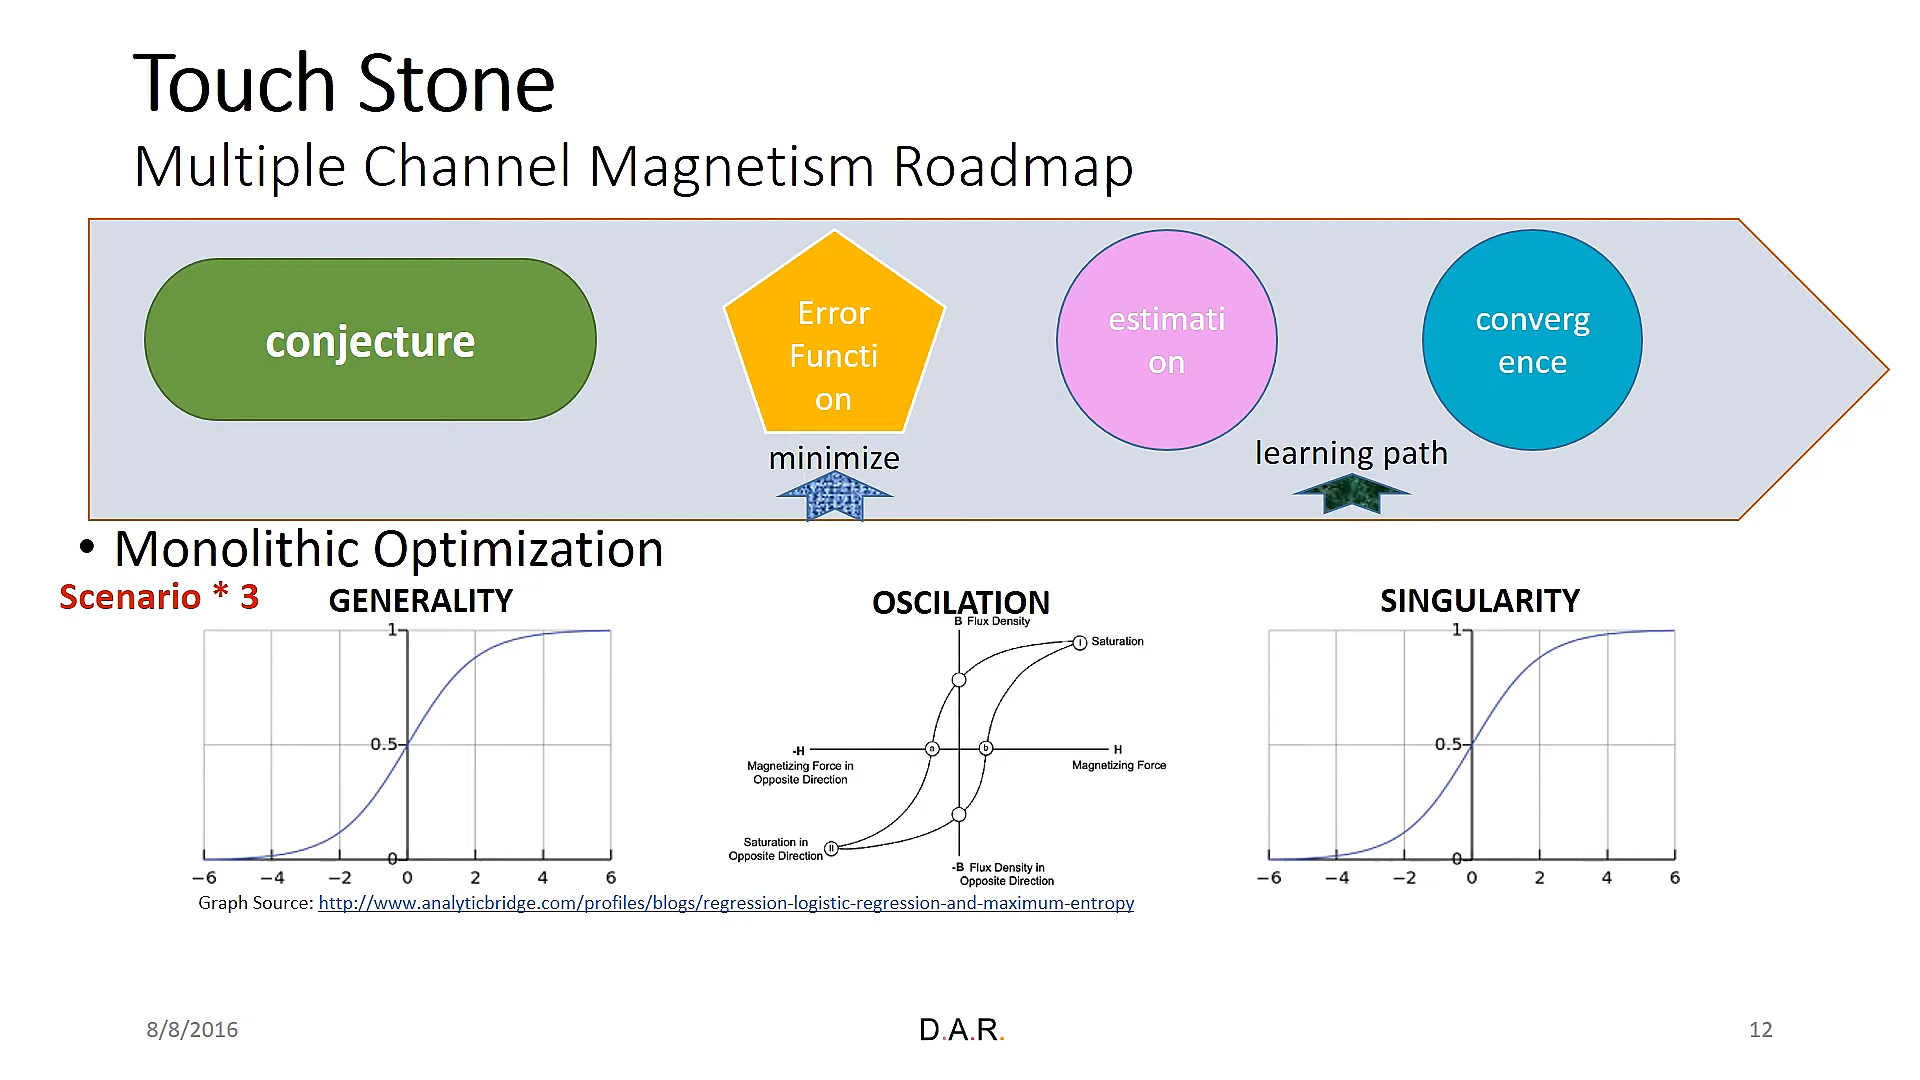 Touch Stone
Multiple Channel Magnetism Roadmap
conjecture
Error
Functi
on
minimize
estimati
on
converg
ence
learning path
• Monolithic Optimization
Scenario * 3
GENERALITY
1
0.5
0
−6 −4 −2 0 2 4 6
OSCILATION
B Flux Density
I Saturation
-H
Magnetizing Force in
Opposite Direction
a
b
H
Magnetizing Force
Saturation in
Opposite Direction
II
-B Flux Density in
Opposite Direction
SINGULARITY
1
0.5
0
−6 −4 −2 0 2 4 6
Graph Source: http://www.analyticbridge.com/profiles/blogs/regression-logistic-regression-and-maximum-entropy
8/8/2016
D.A.R.
12